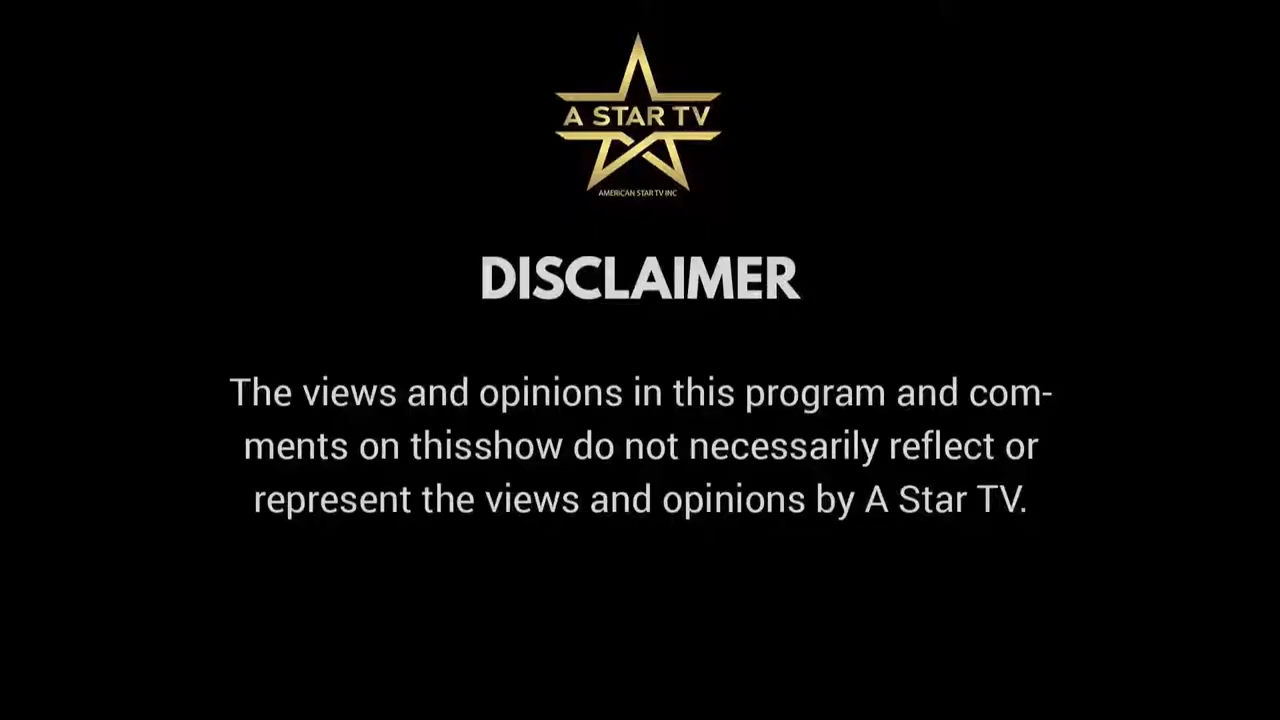 A STAR TV
AMERICAN STAR TV INC
DISCLAIMER
The views and opinions in this program and com-
ments on thisshow do not necessarily reflect or
represent the views and opinions by A Star TV.